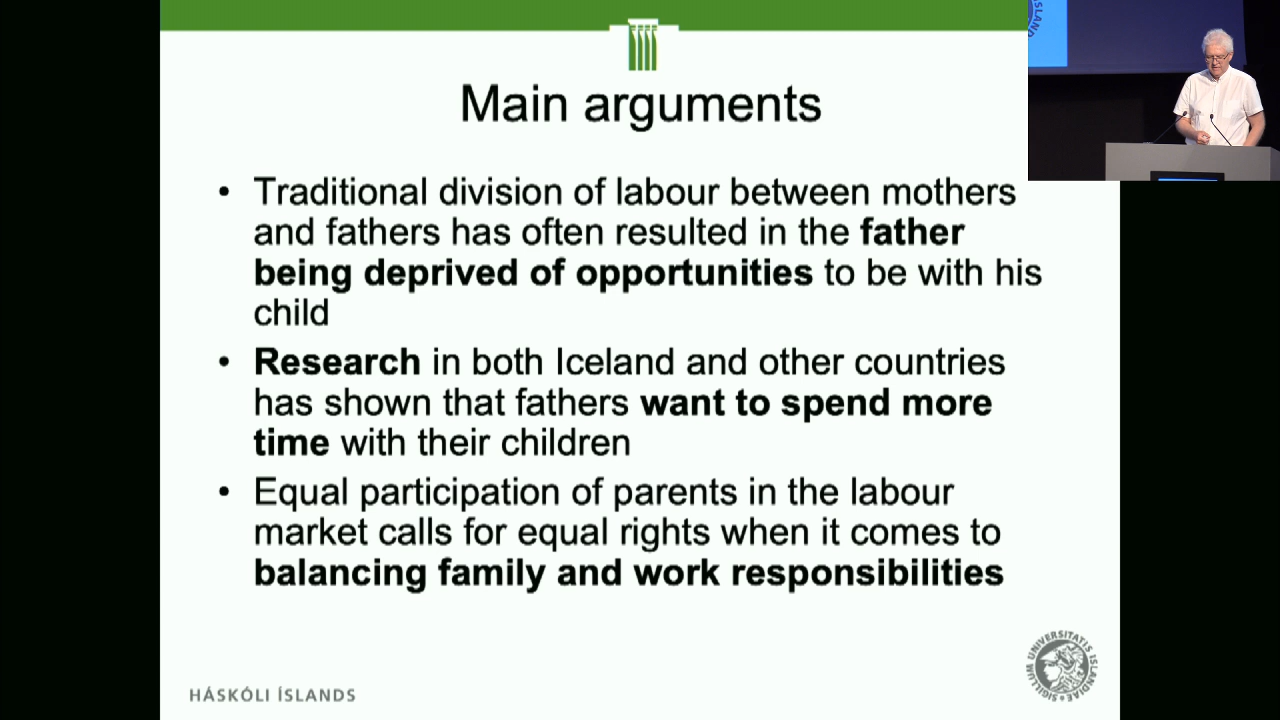 Main arguments
• Traditional division of labour between mothers
and fathers has often resulted in the father
being deprived of opportunities to be with his
child
• Research in both Iceland and other countries
has shown that fathers want to spend more
time with their children
• Equal participation of parents in the labour
market calls for equal rights when it comes to
balancing family and work responsibilities
HÁSKÓLI ÍSLANDS
SIGILLUM UNIVERSITATIS ISLANDIAE